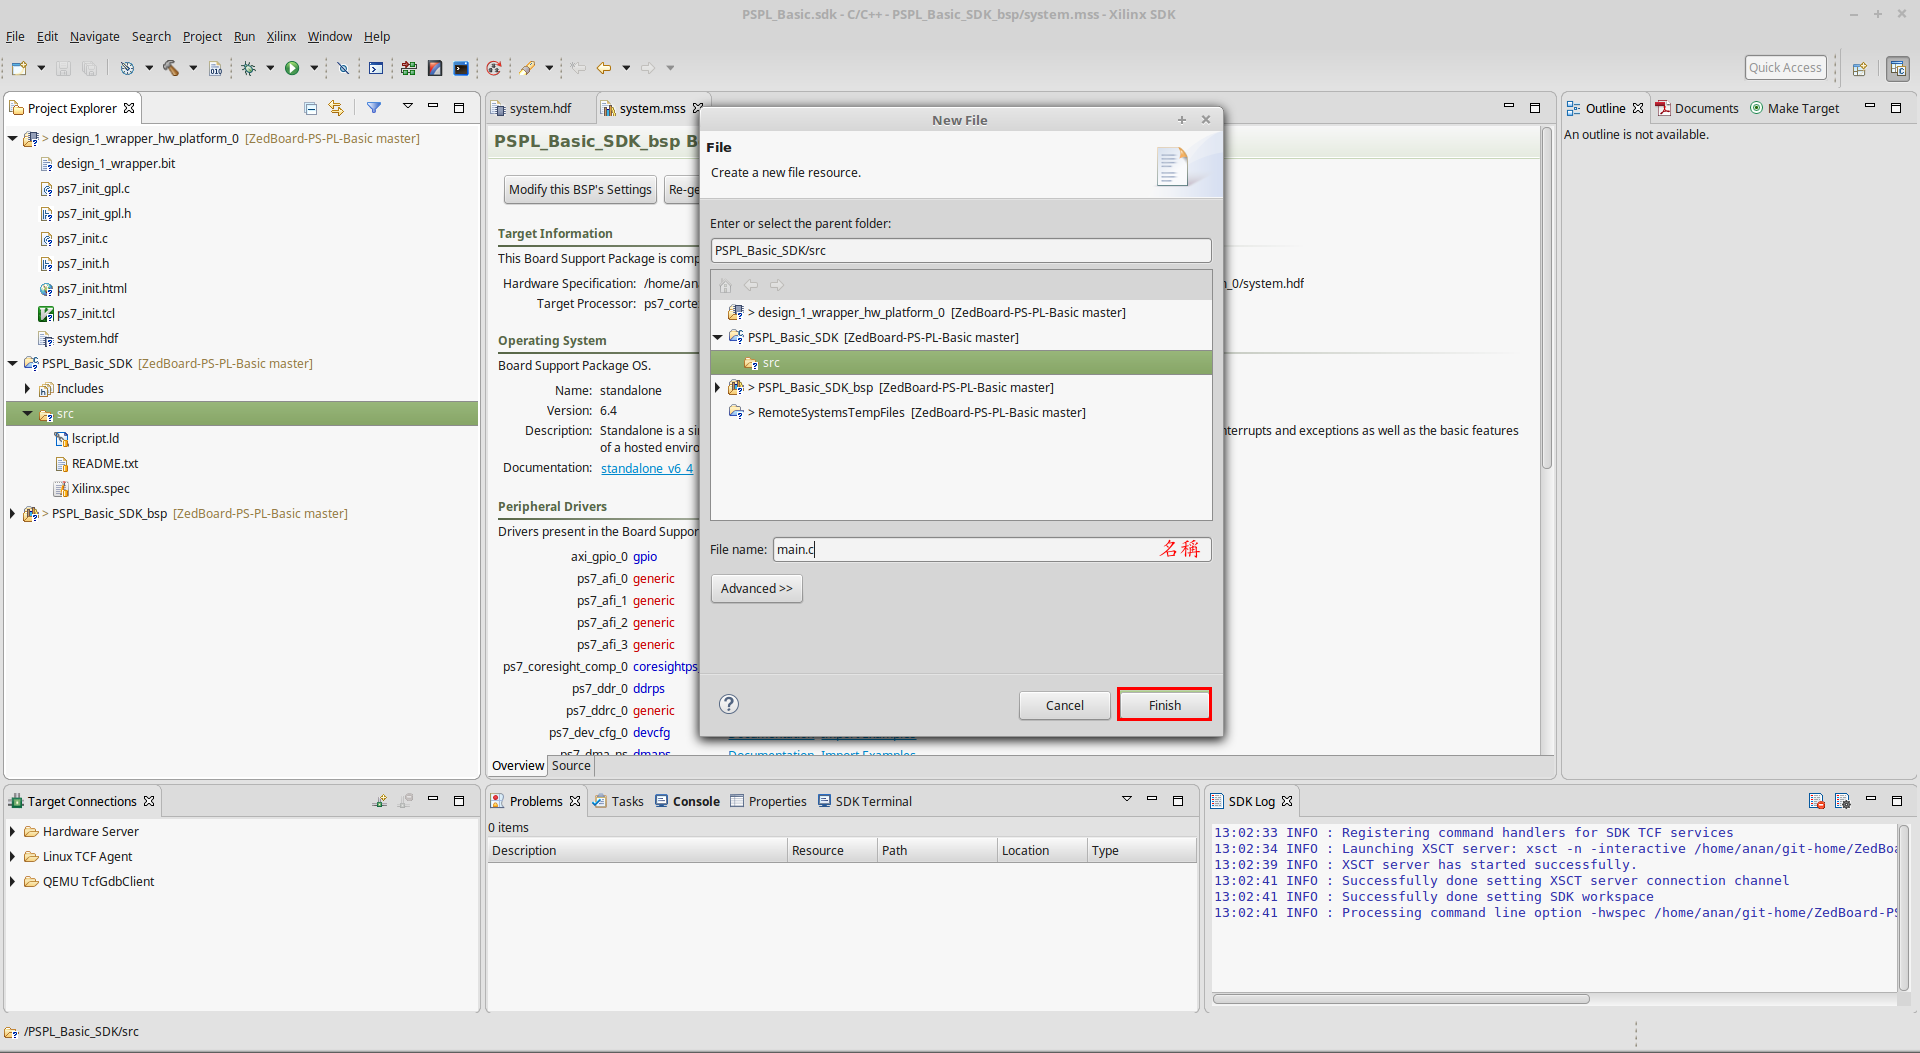 PSPL_Basic.sdk - C/C++ - PSPL_Basic_SDK_bsp/system.mss - Xilinx SDK
File Edit Navigate Search Project Run Xilinx Window Help
Quick Access
Project Explorer
> design_1_wrapper_hw_platform_0 [ZedBoard-PS-PL-Basic master]
design_1_wrapper.bit
ps7_init_gpl.c
ps7_init_gpl.h
ps7_init.c
ps7_init.h
ps7_init.html
ps7_init.tcl
system.hdf
PSPL_Basic_SDK [ZedBoard-PS-PL-Basic master]
Includes
src
lscript.ld
README.txt
Xilinx.spec
> PSPL_Basic_SDK_bsp [ZedBoard-PS-PL-Basic master]
system.hdf system.mss
PSPL_Basic_SDK_bsp B
Modify this BSP's Settings Re-ge
Target Information
This Board Support Package is comp
Hardware Specification: /home/an n_0/system.hdf
Target Processor: ps7_corte
Operating System
Board Support Package OS.
Name: standalone
Version: 6.4
Description: Standalone is a si terrupts and exceptions as well as the basic features
of a hosted enviro
Documentation: standalone_v6_4
Peripheral Drivers
Drivers present in the Board Suppor
axi_gpio_0 gpio
ps7_afi_0 generic
ps7_afi_1 generic
ps7_afi_2 generic
ps7_afi_3 generic
ps7_coresight_comp_0 coresightps_
ps7_ddr_0 ddrps
ps7_ddrc_0 generic
ps7_dev_cfg_0 devcfg
ps7_dma_ns dmaps Documentation Import Examples
Overview Source
New File
File
Create a new file resource.
Enter or select the parent folder:
PSPL_Basic_SDK/src
> design_1_wrapper_hw_platform_0 [ZedBoard-PS-PL-Basic master]
PSPL_Basic_SDK [ZedBoard-PS-PL-Basic master]
src
> PSPL_Basic_SDK_bsp [ZedBoard-PS-PL-Basic master]
> RemoteSystemsTempFiles [ZedBoard-PS-PL-Basic master]
File name: main.c 名稱
Advanced >>
Cancel Finish
Outline Documents Make Target
An outline is not available.
Target Connections
Hardware Server
Linux TCF Agent
QEMU TcfGdbClient
Problems Tasks Console Properties SDK Terminal
0 items
Description Resource Path Location Type
SDK Log
13:02:33 INFO : Registering command handlers for SDK TCF services
13:02:34 INFO : Launching XSCT server: xsct -n -interactive /home/anan/git-home/ZedBoa
13:02:39 INFO : XSCT server has started successfully.
13:02:41 INFO : Successfully done setting XSCT server connection channel
13:02:41 INFO : Successfully done setting SDK workspace
13:02:41 INFO : Processing command line option -hwspec /home/anan/git-home/ZedBoard-PS
/PSPL_Basic_SDK/src